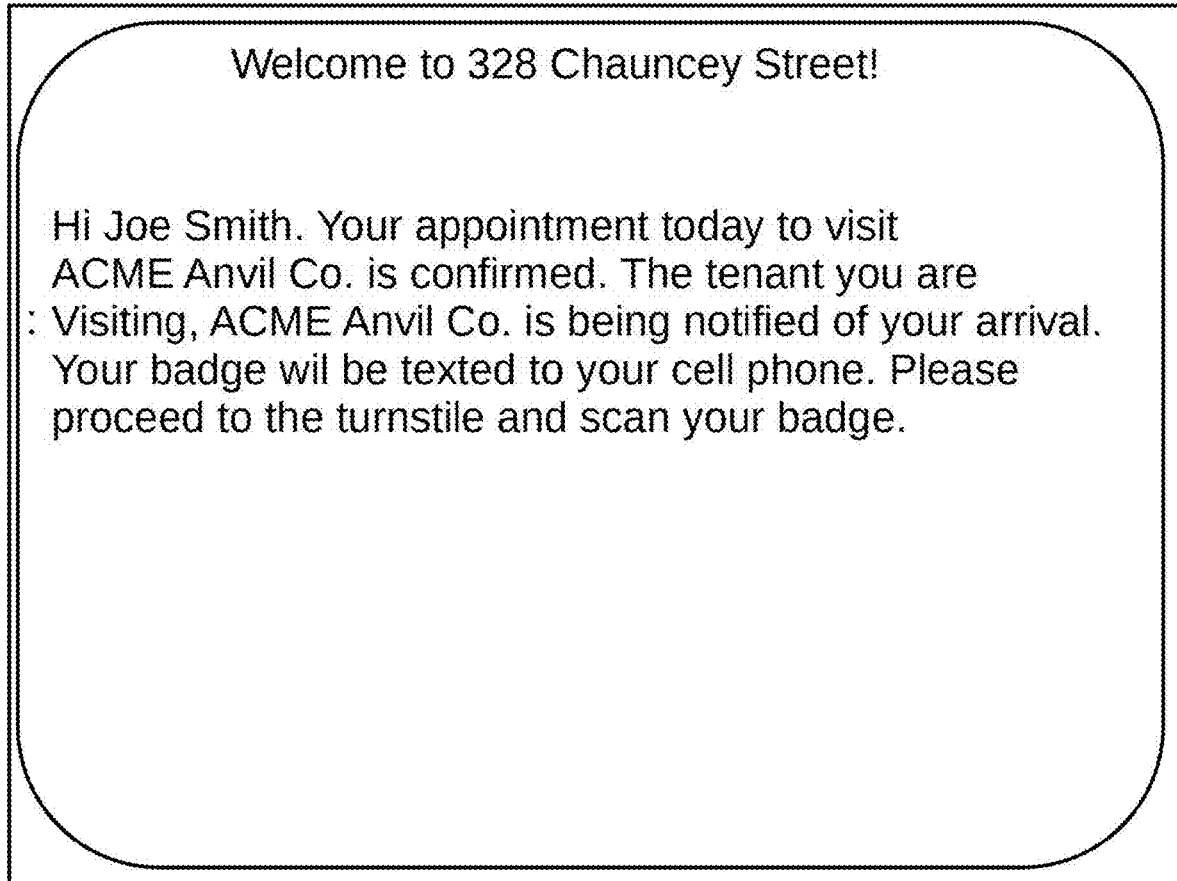 Welcome to 328 Chauncey Street!
Hi Joe Smith. Your appointment today to visit
ACME Anvil Co. is confirmed. The tenant you are
: Visiting, ACME Anvil Co. is being notified of your arrival.
Your badge wil be texted to your cell phone. Please
proceed to the turnstile and scan your badge.